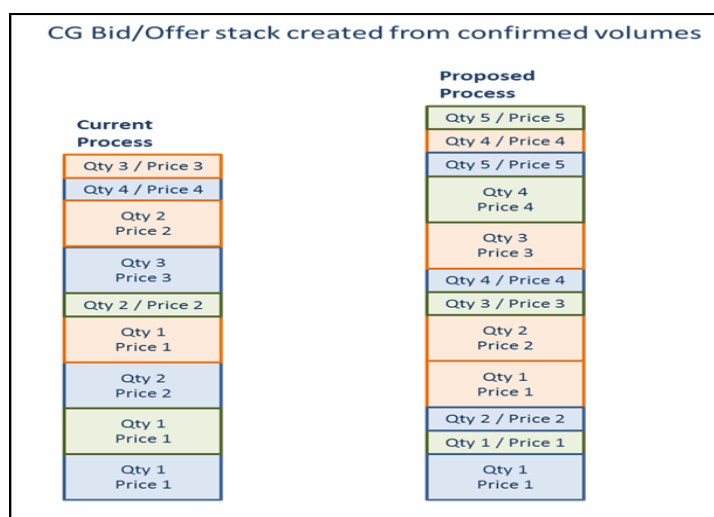 CG Bid/Offer stack created from confirmed volumes
Current
Process
Qty 3 / Price 3
Qty 4 / Price 4
Qty 2
Price 2
Qty 3
Price 3
Qty 2 / Price 2
Qty 1
Price 1
Qty 2
Price 2
Qty 1
Price 1
Qty 1
Price 1
Proposed
Process
Qty 5 / Price 5
Qty 4 / Price 4
Qty 5 / Price 5
Qty 4
Price 4
Qty 3
Price 3
Qty 4 / Price 4
Qty 3 / Price 3
Qty 2
Price 2
Qty 1
Price 1
Qty 2 / Price 2
Qty 1 / Price 1
Qty 1
Price 1